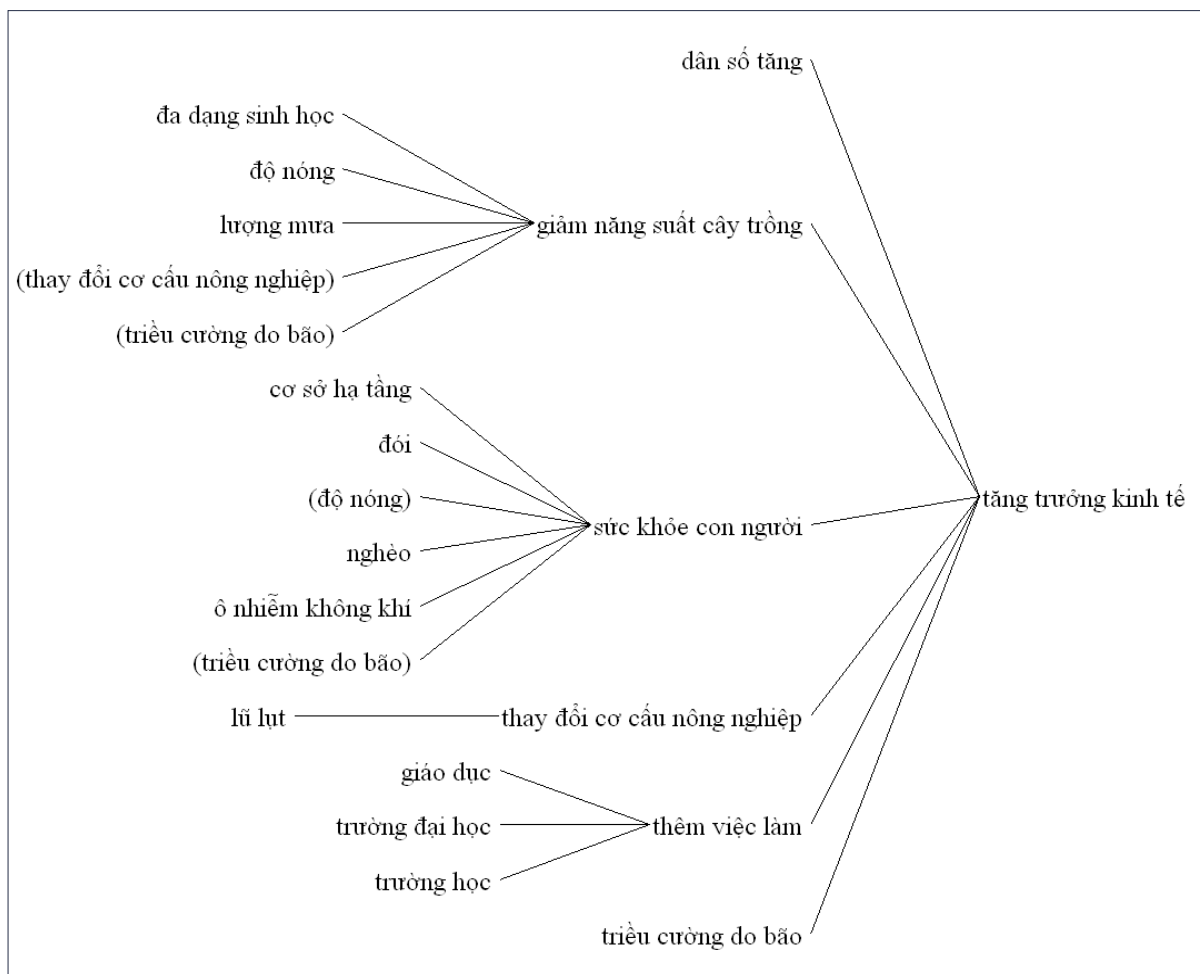 dân số tăng
đa dạng sinh học
độ nóng
lượng mưa
giảm năng suất cây trồng
(thay đổi cơ cấu nông nghiệp)
(triều cường do bão)
cơ sở hạ tầng
đói
(độ nóng)
tăng trưởng kinh tế
sức khỏe con người
nghèo
ô nhiễm không khí
(triều cường do bão)
lũ lụt
thay đổi cơ cấu nông nghiệp
giáo dục
trường đại học
thêm việc làm
trường học
triều cường do bão